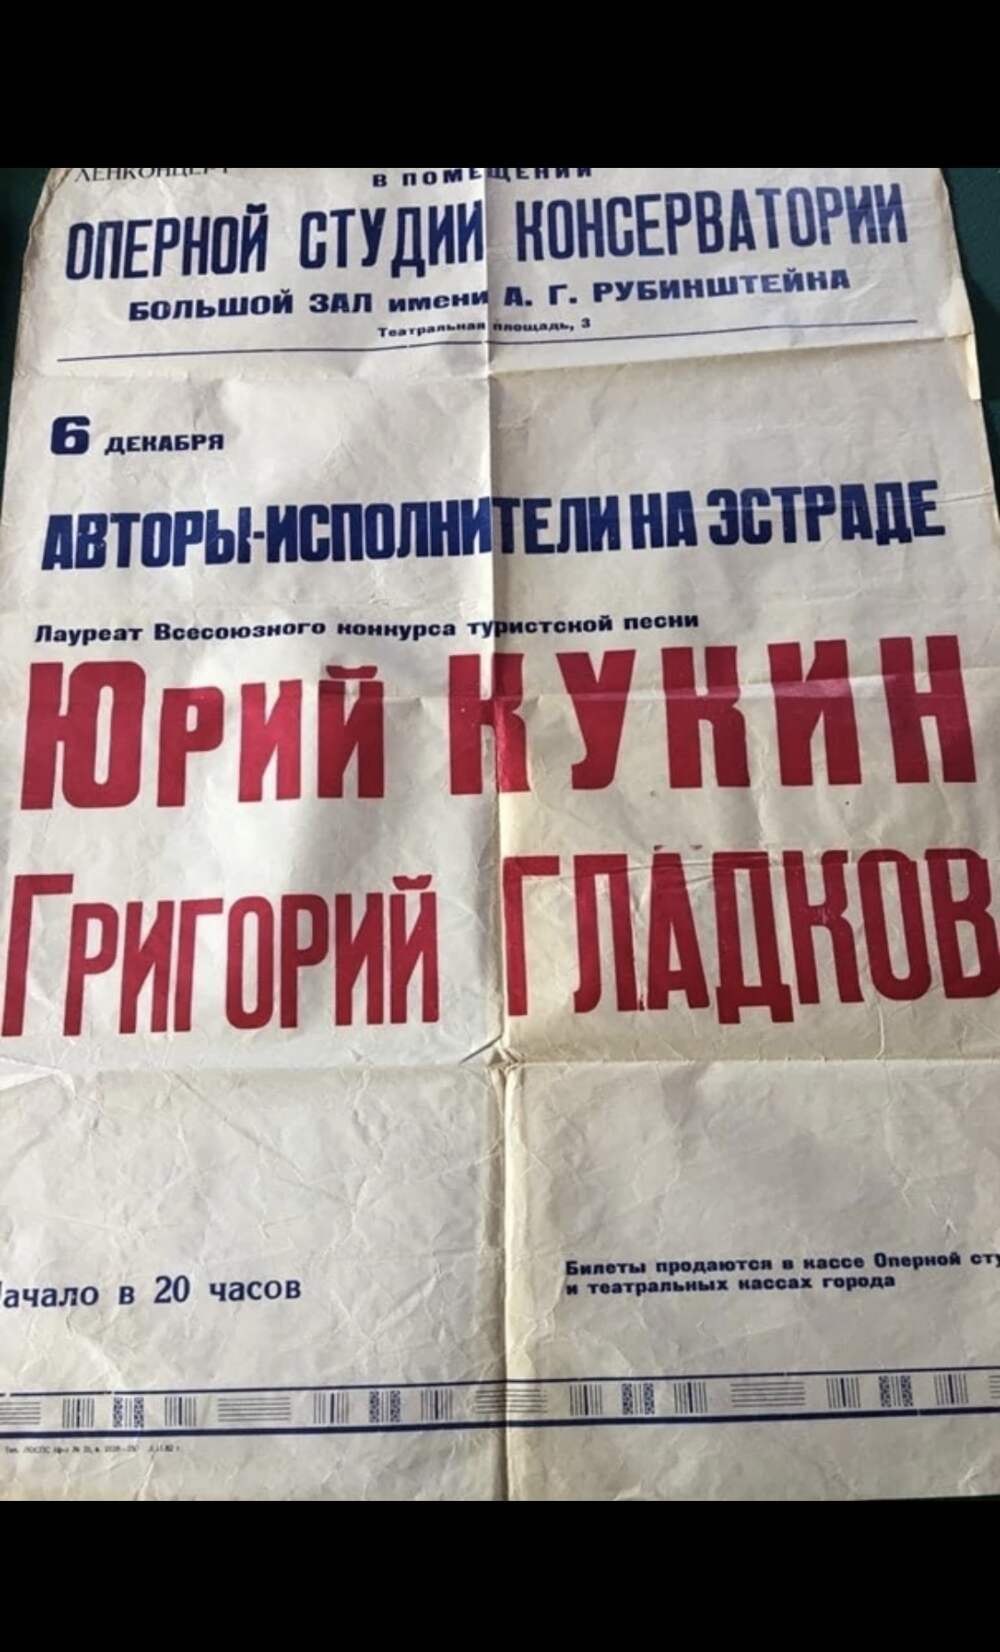 ЛЕНКОНЦЕРТ
В ПОМЕЩЕНИИ
ОПЕРНОЙ СТУДИИ КОНСЕРВАТОРИИ
БОЛЬШОЙ ЗАЛ имени А. Г. РУБИНШТЕЙНА
Театральная площадь, 3
6 ДЕКАБРЯ
АВТОРЫ-ИСПОЛНИТЕЛИ НА ЭСТРАДЕ
Лауреат Всесоюзного конкурса туристской песни
ЮРИЙ КУКИН
ГРИГОРИЙ ГЛАДКОВ
ачало в 20 часов
Билеты продаются в кассе Оперной сту
и театральных кассах города